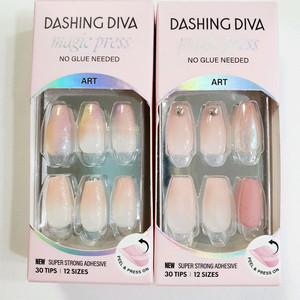 DASHING DIVA
magic press
NO GLUE NEEDED
ART
NEW SUPER STRONG ADHESIVE
30 TIPS | 12 SIZES
PEEL & PRESS ON
DASHING DIVA
magic press
NO GLUE NEEDED
ART
NEW SUPER STRONG ADHESIVE
30 TIPS | 12 SIZES
PEEL & PRESS ON